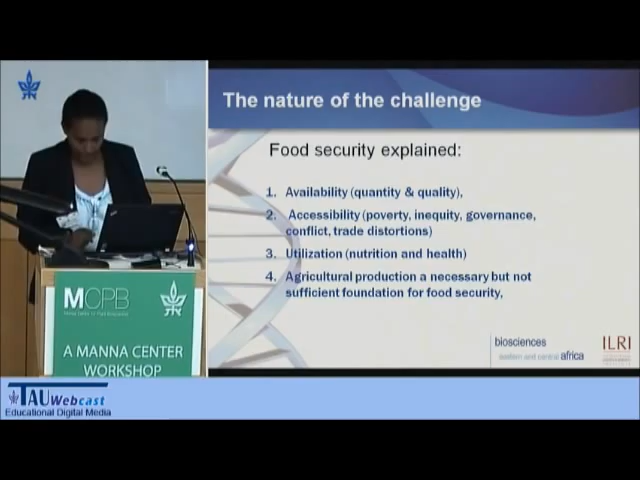 The nature of the challenge
Food security explained:
1. Availability (quantity & quality),
2. Accessibility (poverty, inequity, governance,
conflict, trade distortions)
3. Utilization (nutrition and health)
4. Agricultural production a necessary but not
sufficient foundation for food security,
biosciences
eastern and central africa
ILRI
MCPB
A MANNA CENTER
WORKSHOP
TAUWebcast
Educational Digital Media